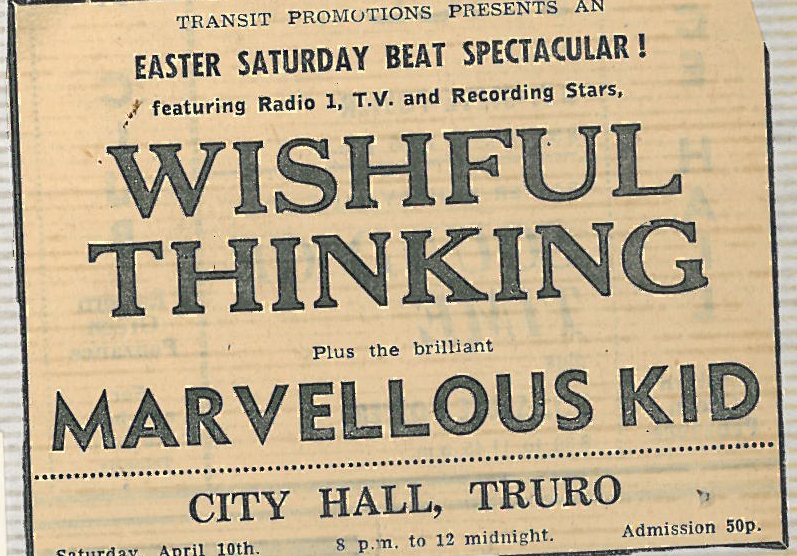 TRANSIT PROMOTIONS PRESENTS AN
EASTER SATURDAY BEAT SPECTACULAR!
featuring Radio 1, T.V. and Recording Stars,
WISHFUL
THINKING
Plus the brilliant
MARVELLOUS KID
CITY HALL, TRURO
Saturday, April 10th. 8 p.m. to 12 midnight. Admission 50p.